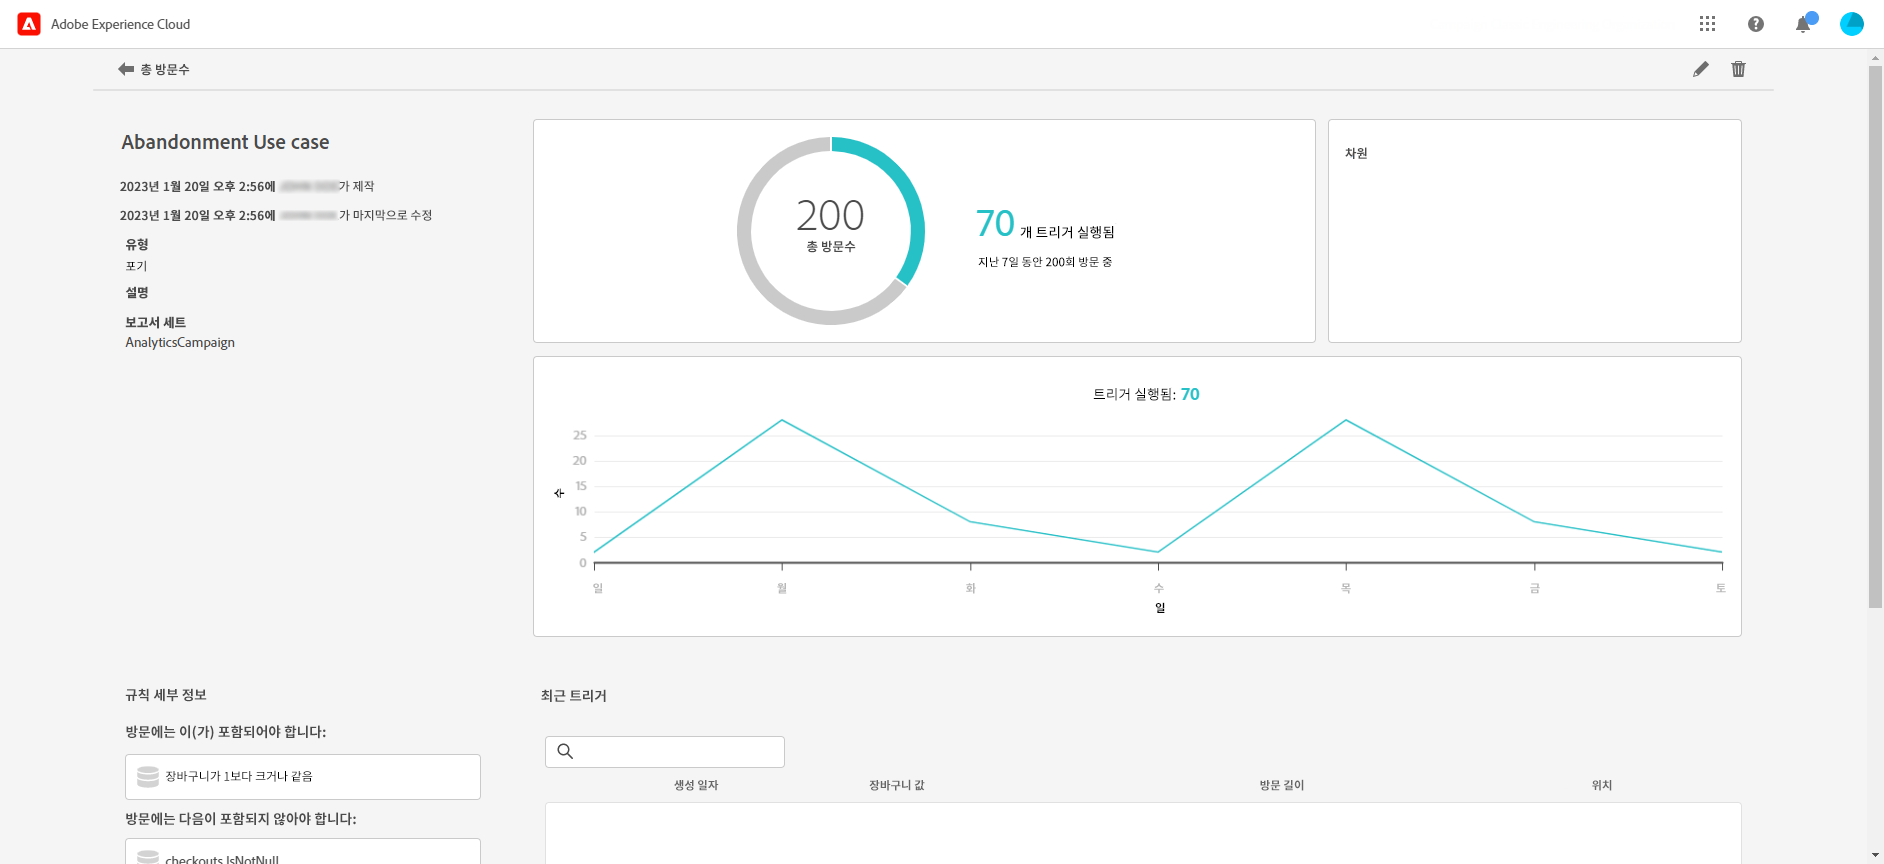 Adobe Experience Cloud
총 방문수
Abandonment Use case
2023년 1월 20일 오후 2:56에 가 제작
2023년 1월 20일 오후 2:56에 가 마지막으로 수정
유형
포기
설명
보고서 세트
AnalyticsCampaign
200
총 방문수
70 개 트리거 실행됨
지난 7일 동안 200회 방문 중
차원
트리거 실행됨: 70
25
20
15
10
5
0
수
일 월 화 수 목 금 토
일
규칙 세부 정보
방문에는 이(가) 포함되어야 합니다:
장바구니가 1보다 크거나 같음
방문에는 다음이 포함되지 않아야 합니다:
checkouts IsNotNull
최근 트리거
생성 일자 장바구니 값 방문 길이 위치